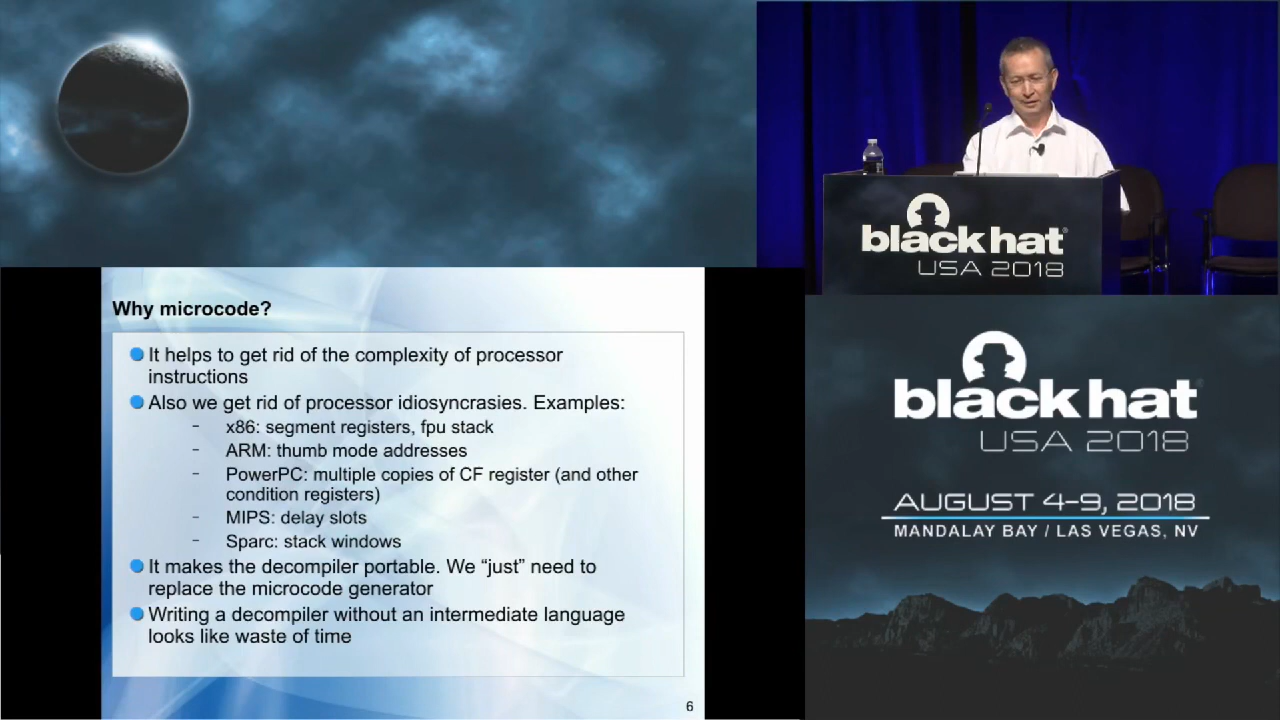 black hat
USA 2018
Why microcode?
It helps to get rid of the complexity of processor
instructions
Also we get rid of processor idiosyncrasies. Examples:
- x86: segment registers, fpu stack
- ARM: thumb mode addresses
- PowerPC: multiple copies of CF register (and other
condition registers)
- MIPS: delay slots
- Sparc: stack windows
It makes the decompiler portable. We “just” need to
replace the microcode generator
Writing a decompiler without an intermediate language
looks like waste of time
6
black hat
USA 2018
AUGUST 4-9, 2018
MANDALAY BAY / LAS VEGAS, NV